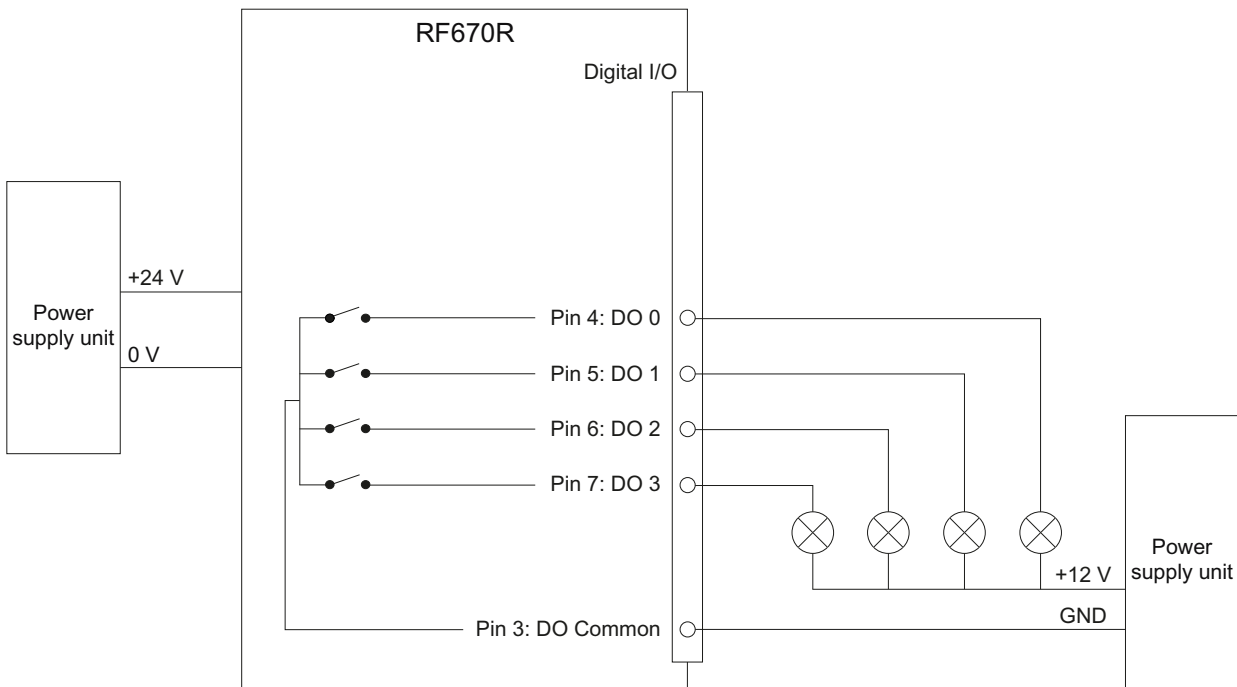 RF670R
Digital I/O
+24 V
Power
supply unit
0 V
Pin 4: DO 0
Pin 5: DO 1
Pin 6: DO 2
Pin 7: DO 3
Power
supply unit
+12 V
GND
Pin 3: DO Common